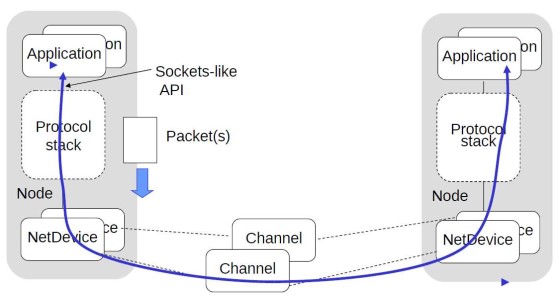 Application
on
Sockets-like
API
Protocol
stack
Packet(s)
Node
NetDevice
ce
Channel
Channel
Application
on
Protocol
stack
Node
NetDevice
ce